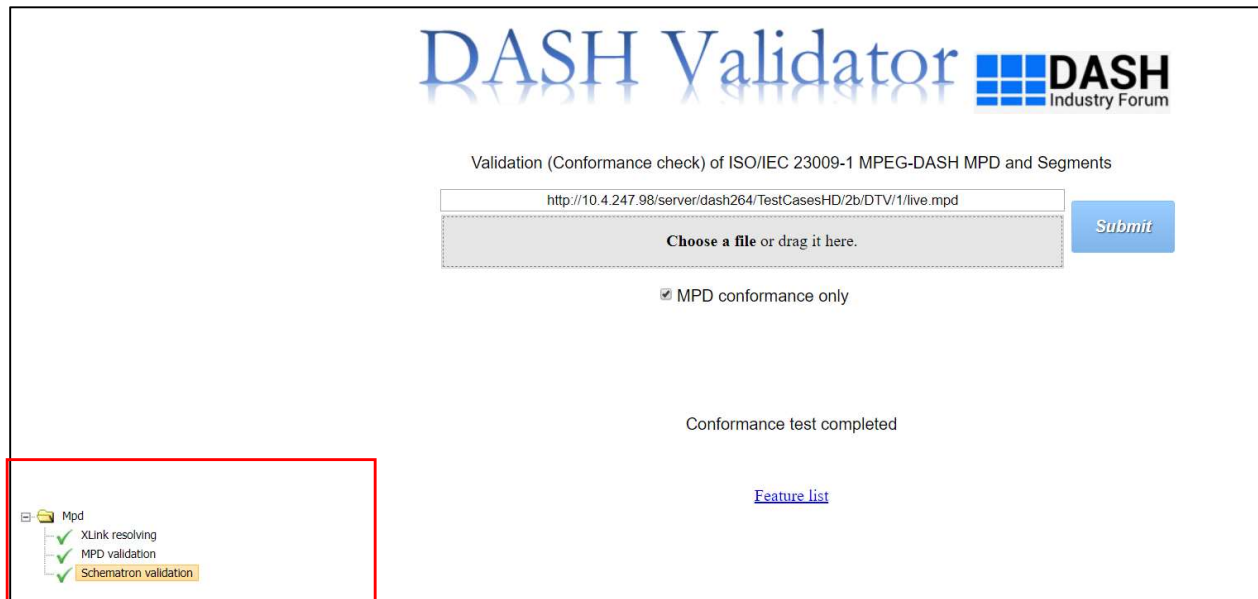 DASH Validator
DASH
Industry Forum
Validation (Conformance check) of ISO/IEC 23009-1 MPEG-DASH MPD and Segments
http://10.4.247.98/server/dash264/TestCasesHD/2b/DTV/1/live.mpd
Submit
Choose a file or drag it here.
MPD conformance only
Conformance test completed
Feature list
Mpd
XLink resolving
MPD validation
Schematron validation